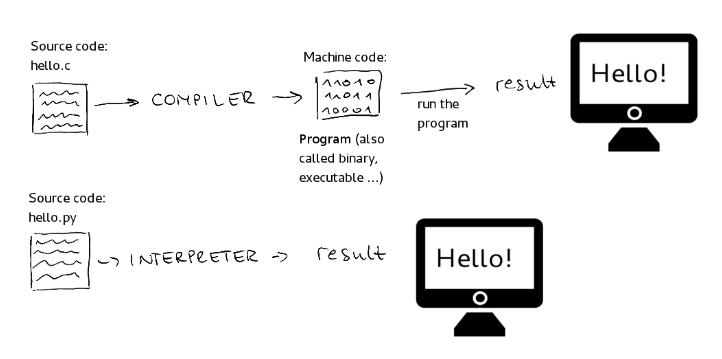 Source code:
hello.c
COMPILER
Machine code:
11010
11011
10001
Program (also
called binary,
executable ...)
run the
program
result
Hello!
Source code:
hello.py
INTERPRETER
result
Hello!